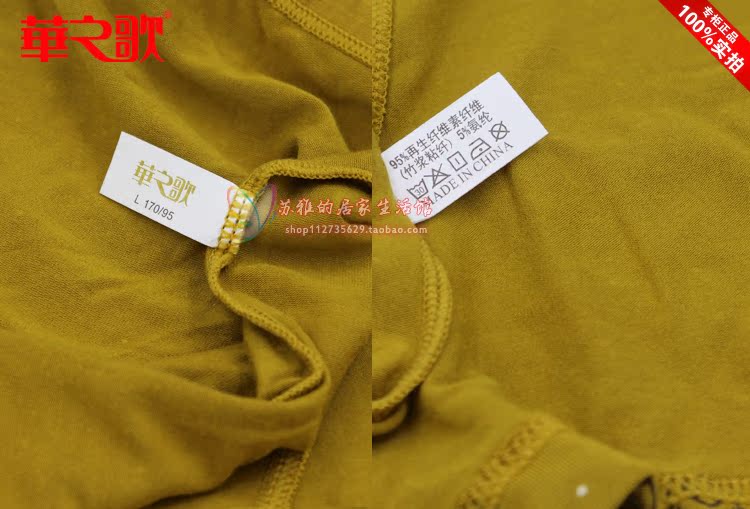 華之歌
专柜正品
100%实拍
華之歌
L 170/95
苏雅的居家生活馆
shop112735629.taobao.com
95%再生纤维素纤维
(竹浆粘纤) 5%氨纶
30
MADE IN CHINA